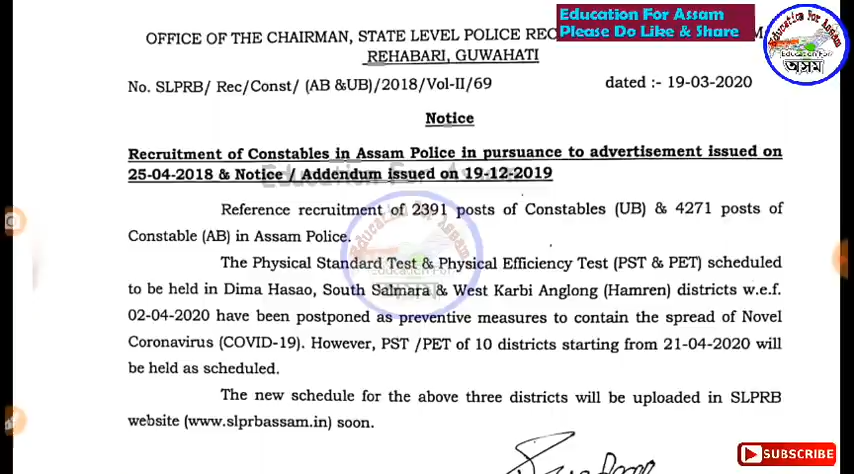 Education For Assam
Please Do Like & Share
Educatica For Assam
অসম
OFFICE OF THE CHAIRMAN, STATE LEVEL POLICE REC
REHABARI, GUWAHATI
No. SLPRB/ Rec/Const/ (AB &UB)/2018/Vol-II/69 dated :- 19-03-2020
Notice
Recruitment of Constables in Assam Police in pursuance to advertisement issued on
25-04-2018 & Notice / Addendum issued on 19-12-2019
Reference recruitment of 2391 posts of Constables (UB) & 4271 posts of
Constable (AB) in Assam Police.
The Physical Standard Test & Physical Efficiency Test (PST & PET) scheduled
to be held in Dima Hasao, South Salmara & West Karbi Anglong (Hamren) districts w.e.f.
02-04-2020 have been postponed as preventive measures to contain the spread of Novel
Coronavirus (COVID-19). However, PST /PET of 10 districts starting from 21-04-2020 will
be held as scheduled.
The new schedule for the above three districts will be uploaded in SLPRB
website (www.slprbassam.in) soon.
SUBSCRIBE